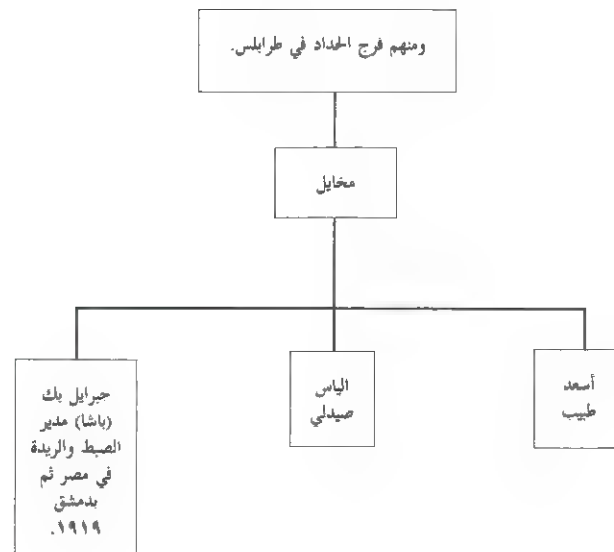 ومنهم فرج الحداد في طرابلس.
مخايل
أسعد
طبيب
الياس
صيدلي
جبرايل بك
(باشا) مدير
الضبط والربدة
في مصر ثم
بدمشق
١٩١٩.